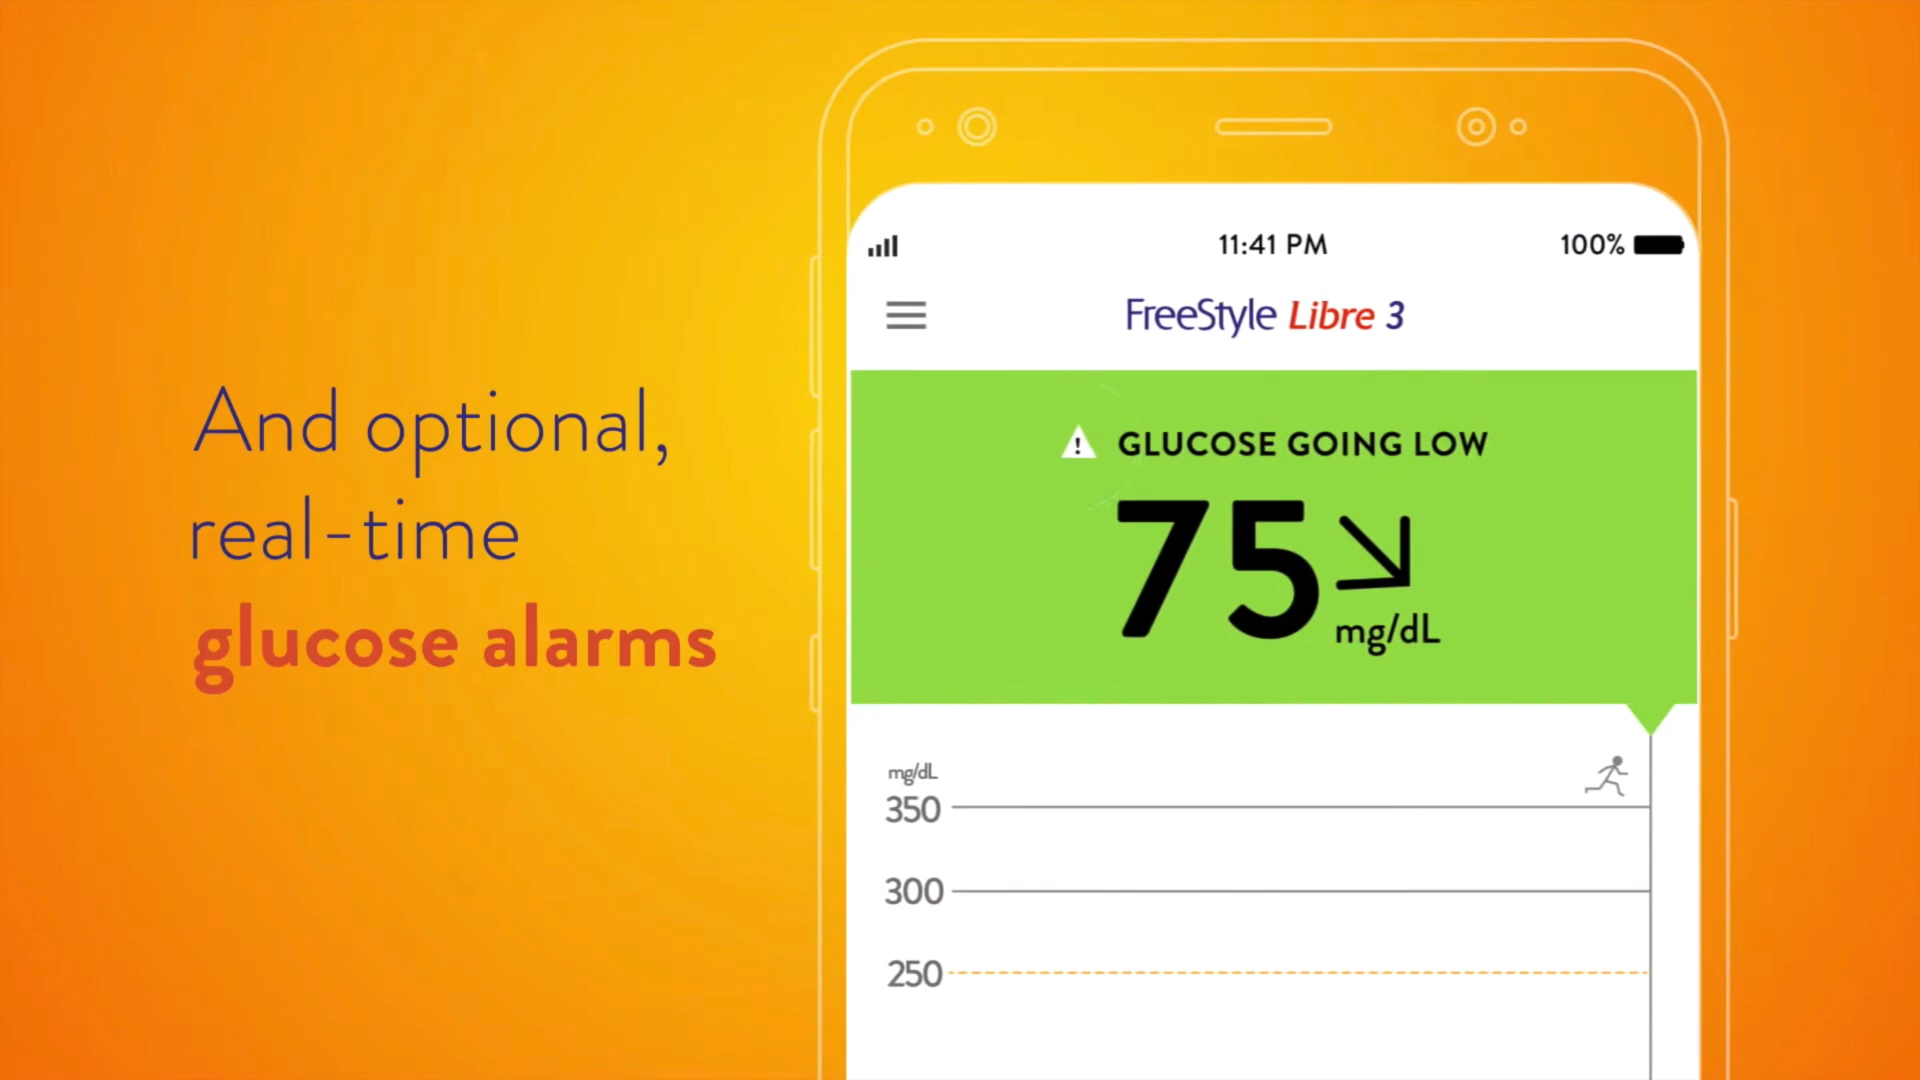 And optional,
real-time
glucose alarms
11:41 PM
100%
FreeStyle Libre 3
GLUCOSE GOING LOW
75
mg/dL
mg/dL
350
300
250